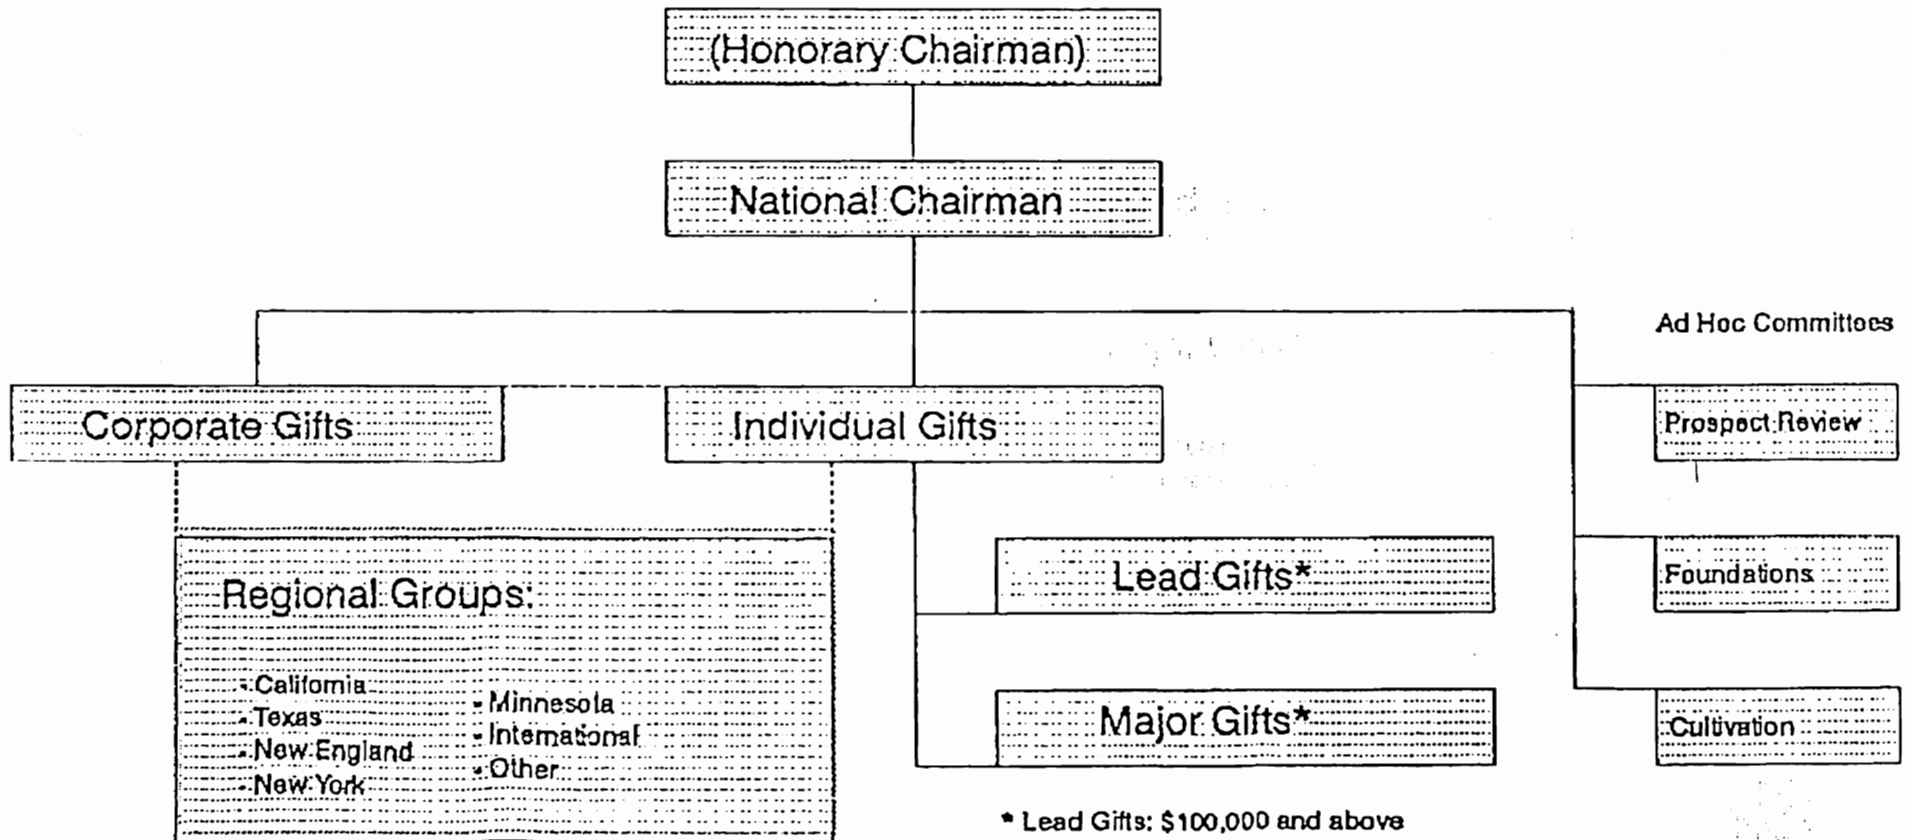 (Honorary Chairman)
National Chairman
Ad Hoc Committees
Corporate Gifts
Individual Gifts
Prospect Review
Regional Groups:
- California
- Texas
- New England
- New York
- Minnesota
- International
- Other
Lead Gifts*
Major Gifts*
Foundations
Cultivation
* Lead Gifts: $100,000 and above